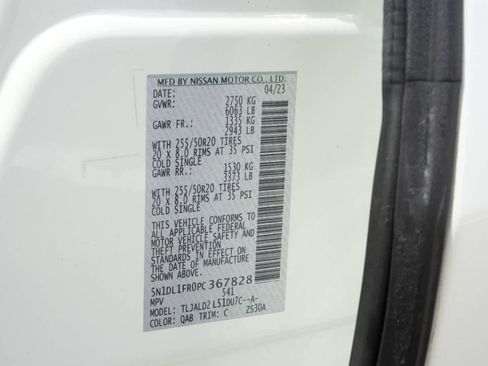 MFD BY NISSAN MOTOR CO., LTD.
DATE: 04/23
GVWR: 2750 KG
6063 LB
GAWR FR.: 1335 KG
2943 LB
WITH 255/50R20 TIRES
20 X 8.0 RIMS AT 35 PSI
COLD SINGLE
GAWR RR.: 1530 KG
3373 LB
WITH 255/50R20 TIRES
20 X 8.0 RIMS AT 35 PSI
COLD SINGLE
THIS VEHICLE CONFORMS TO
ALL APPLICABLE FEDERAL
MOTOR VEHICLE SAFETY AND
THEFT PREVENTION
STANDARDS IN EFFECT ON
THE DATE OF MANUFACTURE
SHOWN ABOVE.
5N1DL1FR0PC367828
MPV 541
MODEL: TLJALD2 L51DU7C--A-
COLOR: QAB TRIM: C ZS30A